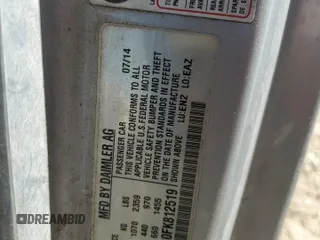 MFD BY DAIMLER AG 07/14
PASSENGER CAR
THIS VEHICLE CONFORMS TO ALL
APPLICABLE U.S. FEDERAL MOTOR
VEHICLE SAFETY, BUMPER AND THEFT
PREVENTION STANDARDS IN EFFECT
ON THE DATE OF MANUFACTURE
SHOWN ABOVE LU:EN2 LO:EAZ
KG LBS
1070 2359
440 970
660 1455
0FK812519